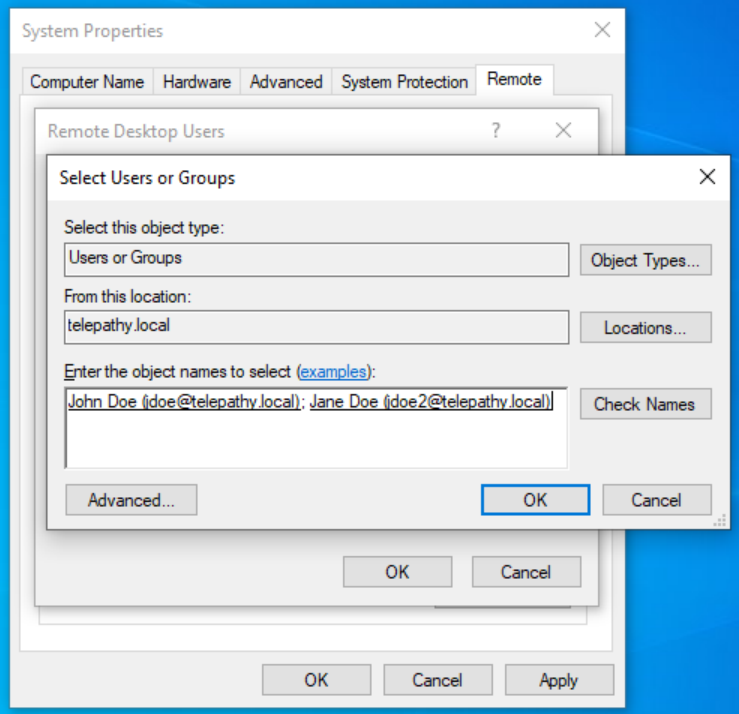 System Properties
Computer Name Hardware Advanced System Protection Remote
Remote Desktop Users ?
Select Users or Groups
Select this object type:
Users or Groups
Object Types...
From this location:
telepathy.local
Locations...
Enter the object names to select (examples):
John Doe (jdoe@telepathy.local); Jane Doe (jdoe2@telepathy.local)
Check Names
Advanced... OK Cancel
OK Cancel
OK Cancel Apply